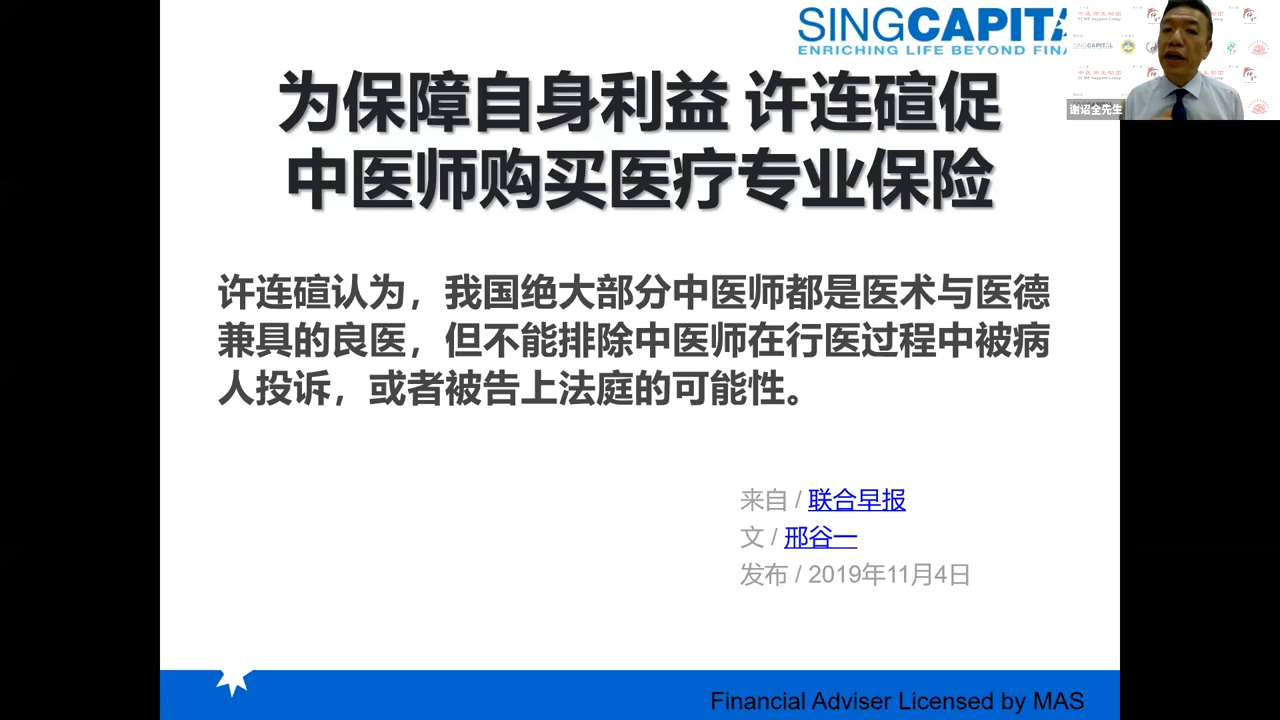 SINGCAPITA
ENRICHING LIFE BEYOND FINA
为保障自身利益 许连碹促
中医师购买医疗专业保险
许连碹认为，我国绝大部分中医师都是医术与医德
兼具的良医，但不能排除中医师在行医过程中被病
人投诉，或者被告上法庭的可能性。
来自 / 联合早报
文 / 邢谷一
发布 / 2019年11月4日
Financial Adviser Licensed by MAS
谢诏全先生
SINGCAPITAL